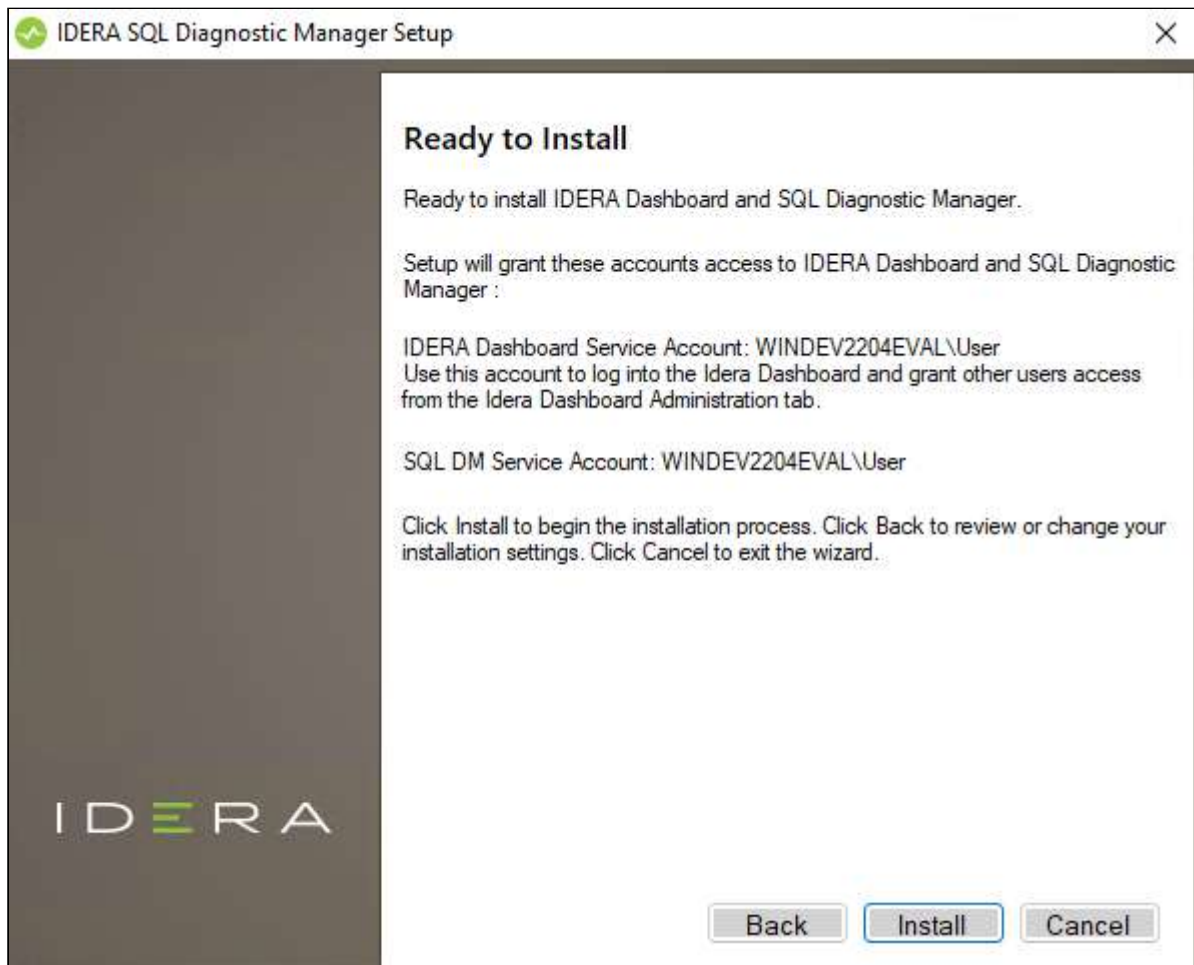 IDERA SQL Diagnostic Manager Setup
Ready to Install
Ready to install IDERA Dashboard and SQL Diagnostic Manager.
Setup will grant these accounts access to IDERA Dashboard and SQL Diagnostic
Manager :
IDERA Dashboard Service Account: WINDEV2204EVAL\User
Use this account to log into the Idera Dashboard and grant other users access
from the Idera Dashboard Administration tab.
SQL DM Service Account: WINDEV2204EVAL\User
Click Install to begin the installation process. Click Back to review or change your
installation settings. Click Cancel to exit the wizard.
IDERA
Back Install Cancel